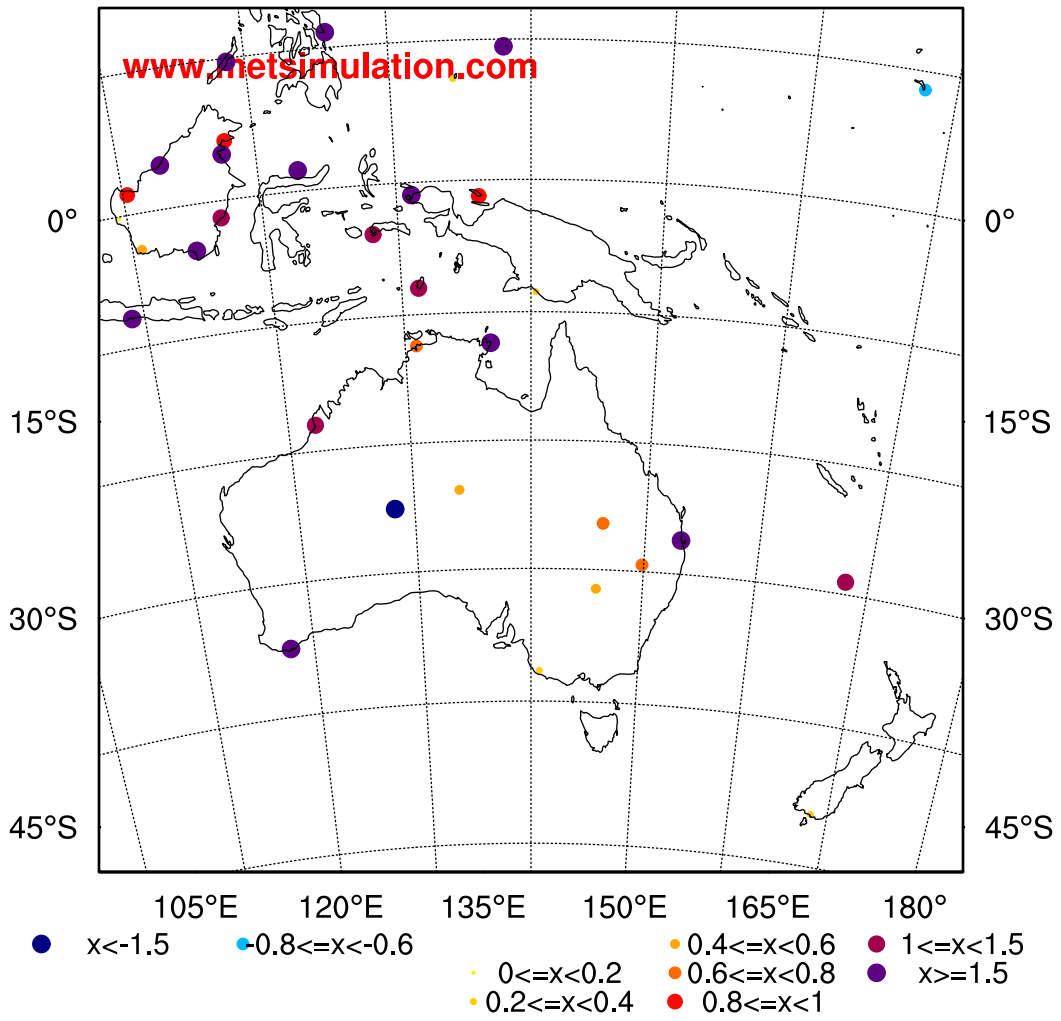 www.metsimulation.com
0° 0°
15°S 15°S
30°S 30°S
45°S 45°S
105°E 120°E 135°E 150°E 165°E 180°
x<-1.5 -0.8<=x<-0.6 0.4<=x<0.6 1<=x<1.5
0<=x<0.2 0.6<=x<0.8 x>=1.5
0.2<=x<0.4 0.8<=x<1